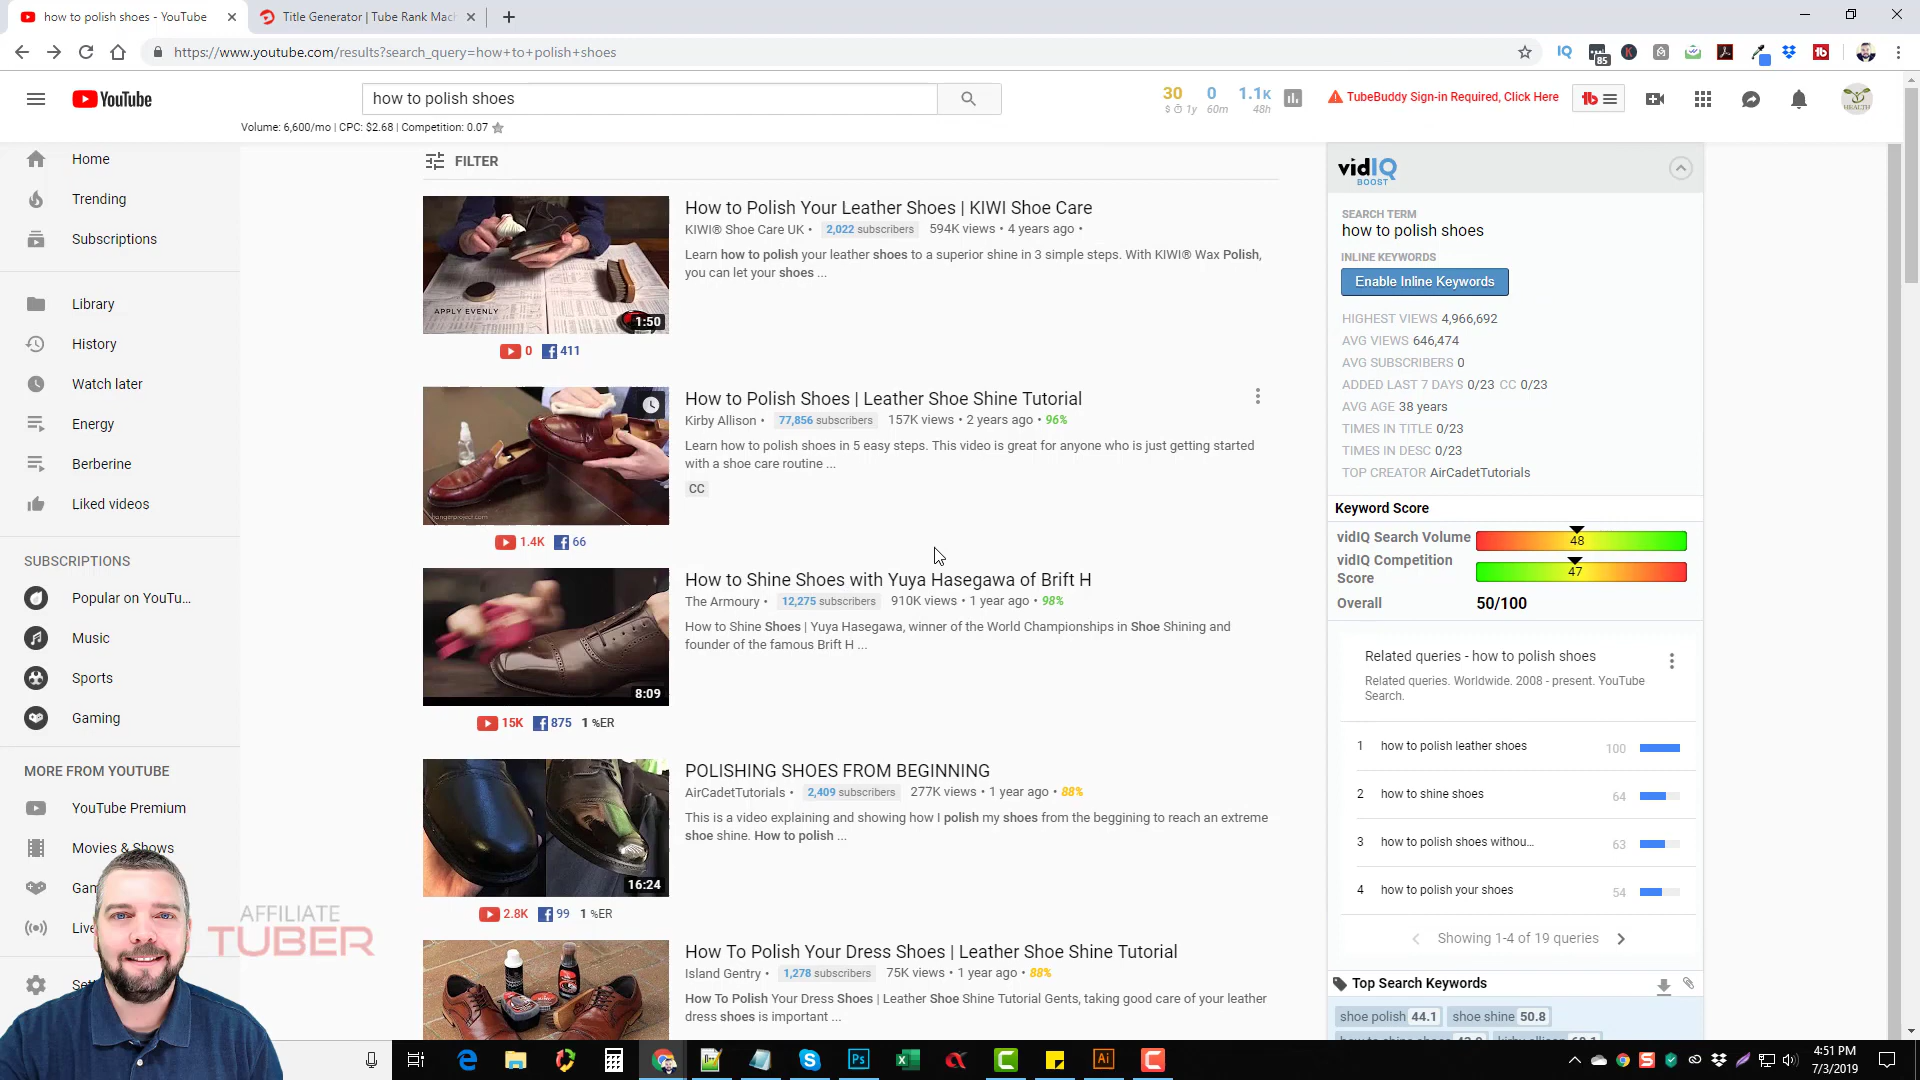 how to polish shoes - YouTube
Title Generator | Tube Rank Mach
https://www.youtube.com/results?search_query=how+to+polish+shoes
85
YouTube
how to polish shoes
30 0 1.1K
1y 60m 48h
TubeBuddy Sign-in Required, Click Here
Volume: 6,600/mo | CPC: $2.68 | Competition: 0.07
Home
Trending
Subscriptions
Library
History
Watch later
Energy
Berberine
Liked videos
SUBSCRIPTIONS
Popular on YouTu...
Music
Sports
Gaming
MORE FROM YOUTUBE
YouTube Premium
Movies & Shows
Gam
Live
Set
AFFILIATE
TUBER
FILTER
How to Polish Your Leather Shoes | KIWI Shoe Care
KIWI® Shoe Care UK • 2,022 subscribers 594K views • 4 years ago •
Learn how to polish your leather shoes to a superior shine in 3 simple steps. With KIWI® Wax Polish,
you can let your shoes ...
APPLY EVENLY
1:50
0 411
How to Polish Shoes | Leather Shoe Shine Tutorial
Kirby Allison • 77,856 subscribers 157K views • 2 years ago • 96%
Learn how to polish shoes in 5 easy steps. This video is great for anyone who is just getting started
with a shoe care routine ...
CC
hangerproject.com
1.4K 66
How to Shine Shoes with Yuya Hasegawa of Brift H
The Armoury • 12,275 subscribers 910K views • 1 year ago • 98%
How to Shine Shoes | Yuya Hasegawa, winner of the World Championships in Shoe Shining and
founder of the famous Brift H ...
8:09
15K 875 1 %ER
POLISHING SHOES FROM BEGINNING
AirCadetTutorials • 2,409 subscribers 277K views • 1 year ago • 88%
This is a video explaining and showing how I polish my shoes from the beggining to reach an extreme
shoe shine. How to polish ...
16:24
2.8K 99 1 %ER
How To Polish Your Dress Shoes | Leather Shoe Shine Tutorial
Island Gentry • 1,278 subscribers 75K views • 1 year ago • 88%
How To Polish Your Dress Shoes | Leather Shoe Shine Tutorial Gents, taking good care of your leather
dress shoes is important ...
vidIQ
BOOST
SEARCH TERM
how to polish shoes
INLINE KEYWORDS
Enable Inline Keywords
HIGHEST VIEWS 4,966,692
AVG VIEWS 646,474
AVG SUBSCRIBERS 0
ADDED LAST 7 DAYS 0/23 CC 0/23
AVG AGE 38 years
TIMES IN TITLE 0/23
TIMES IN DESC 0/23
TOP CREATOR AirCadetTutorials
Keyword Score
vidIQ Search Volume 48
vidIQ Competition
Score
47
Overall 50/100
Related queries - how to polish shoes
Related queries. Worldwide. 2008 - present. YouTube
Search.
1 how to polish leather shoes 100
2 how to shine shoes 64
3 how to polish shoes withou... 63
4 how to polish your shoes 54
Showing 1-4 of 19 queries
Top Search Keywords
shoe polish 44.1 shoe shine 50.8
4:51 PM
7/3/2019